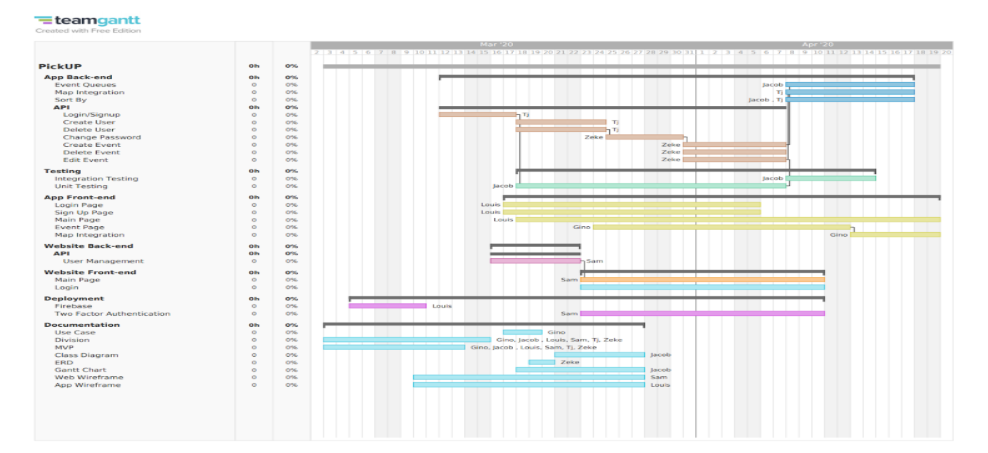 teamgantt
Created with Free Edition
Mar '20 Apr '20
2 3 4 5 6 7 8 9 10 11 12 13 14 15 16 17 18 19 20 21 22 23 24 25 26 27 28 29 30 31 1 2 3 4 5 6 7 8 9 10 11 12 13 14 15 16 17 18 19 20
PickUP 0h 0%
App Back-end 0h 0%
Event Queues 0 0% Jacob
Map Integration 0 0% Tj
Sort By 0 0% Jacob , Tj
API 0h 0%
Login/Signup 0 0% Tj
Create User 0 0% Tj
Delete User 0 0% Tj
Change Password 0 0% Zeke
Create Event 0 0% Zeke
Delete Event 0 0% Zeke
Edit Event 0 0% Zeke
Testing 0h 0%
Integration Testing 0 0% Jacob
Unit Testing 0 0% Jacob
App Front-end 0h 0%
Login Page 0 0% Louis
Sign Up Page 0 0% Louis
Main Page 0 0% Louis
Event Page 0 0% Gino
Map Integration 0 0% Gino
Website Back-end 0h 0%
API 0h 0%
User Management 0 0% Sam
Website Front-end 0h 0%
Main Page 0 0% Sam
Login 0 0%
Deployment 0h 0%
Firebase 0 0% Louis
Two Factor Authentication 0 0% Sam
Documentation 0h 0%
Use Case 0 0% Gino
Division 0 0% Gino, Jacob , Louis, Sam, Tj, Zeke
MVP 0 0% Gino, Jacob , Louis, Sam, Tj, Zeke
Class Diagram 0 0% Jacob
ERD 0 0% Zeke
Gantt Chart 0 0% Jacob
Web Wireframe 0 0% Sam
App Wireframe 0 0% Louis